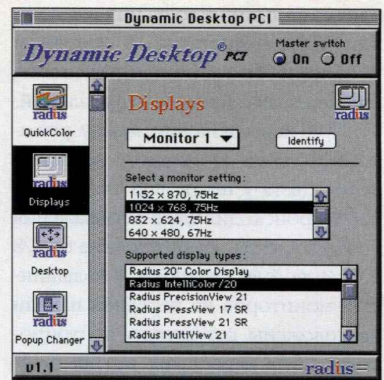 Dynamic Desktop PCI
Dynamic Desktop® PCI
Master switch
On Off
radius
QuickColor
radius
Displays
radius
Desktop
radius
Popup Changer
Displays
radius
Monitor 1
Identify
Select a monitor setting:
1152 x 870, 75Hz
1024 x 768, 75Hz
832 x 624, 75Hz
640 x 480, 67Hz
Supported display types:
Radius 20" Color Display
Radius IntelliColor/20
Radius PrecisionView 21
Radius PressView 17 SR
Radius PressView 21 SR
Radius MultiView 21
v1.1
radius